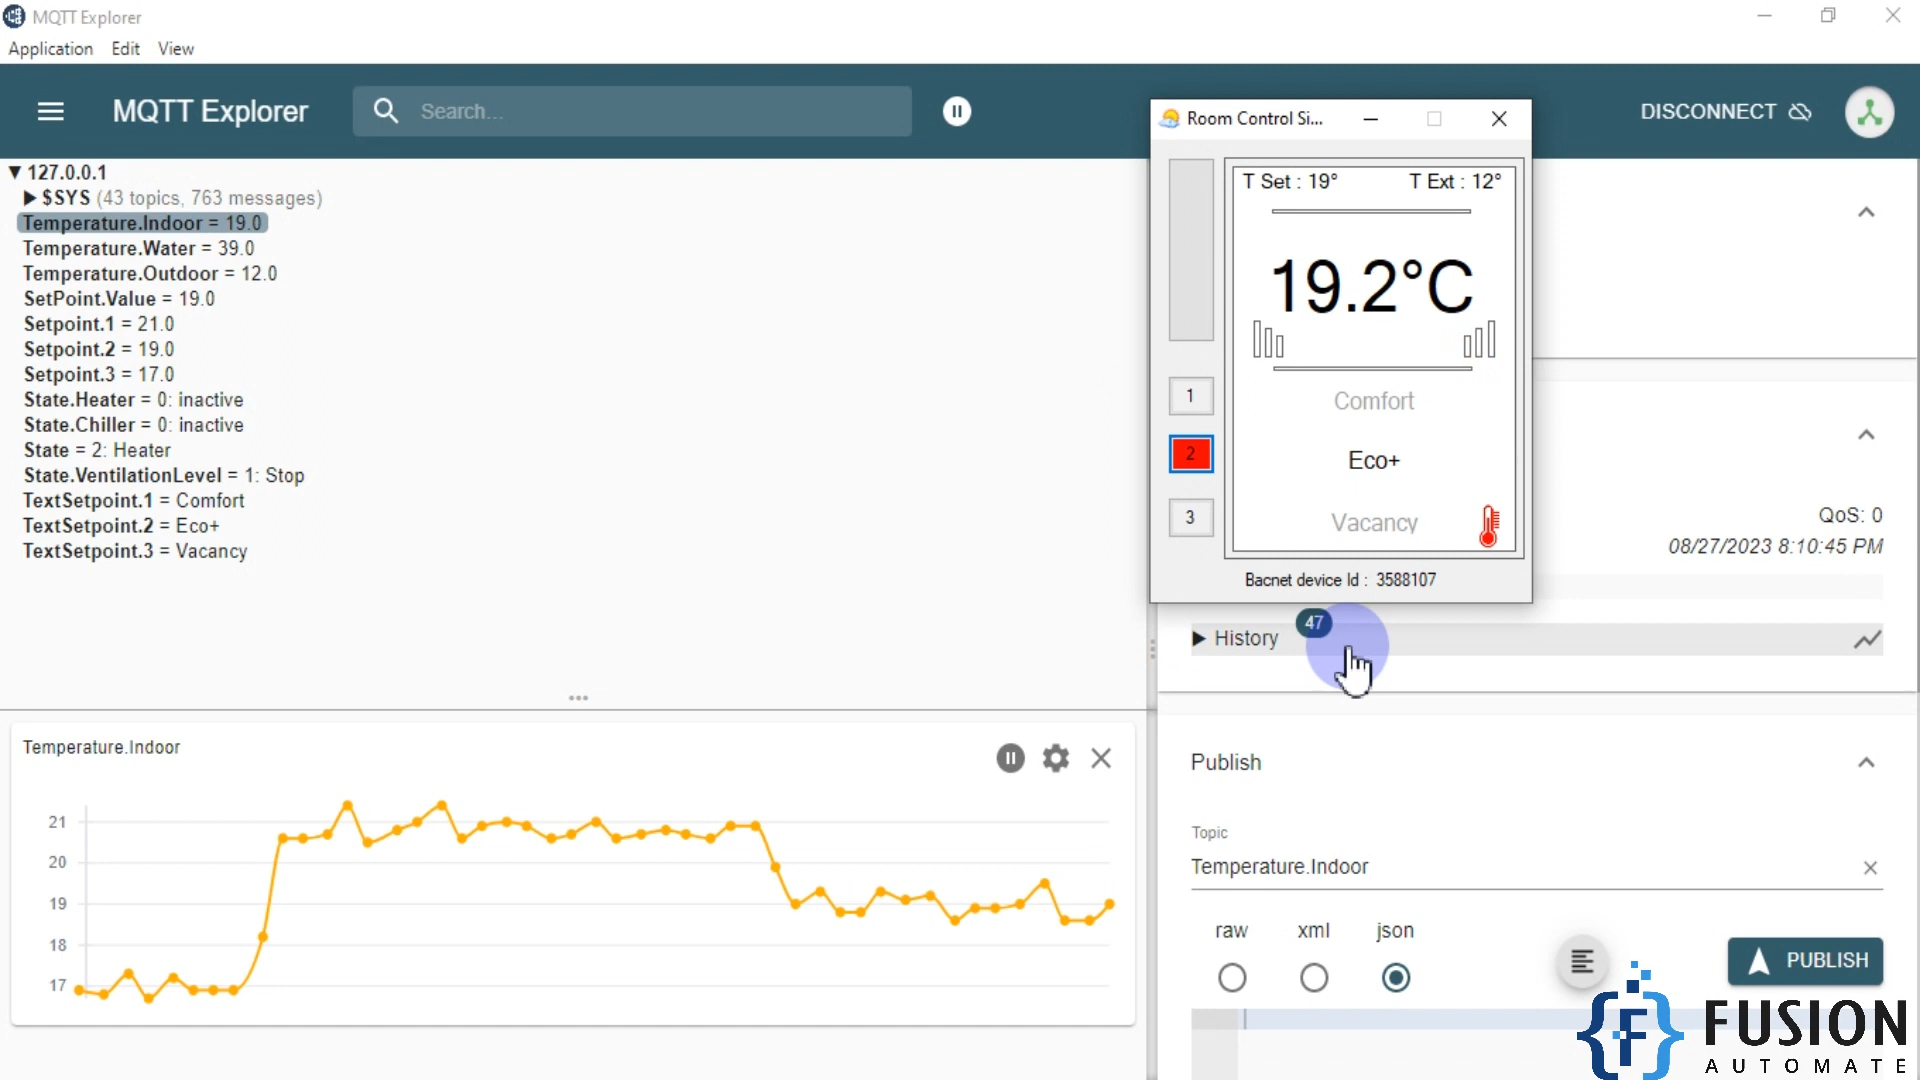 MQTT Explorer
Application Edit View
MQTT Explorer
Search...
DISCONNECT
127.0.0.1
$SYS (43 topics, 763 messages)
Temperature.Indoor = 19.0
Temperature.Water = 39.0
Temperature.Outdoor = 12.0
SetPoint.Value = 19.0
Setpoint.1 = 21.0
Setpoint.2 = 19.0
Setpoint.3 = 17.0
State.Heater = 0: inactive
State.Chiller = 0: inactive
State = 2: Heater
State.VentilationLevel = 1: Stop
TextSetpoint.1 = Comfort
TextSetpoint.2 = Eco+
TextSetpoint.3 = Vacancy
Room Control Si...
T Set : 19° T Ext : 12°
19.2°C
1 Comfort
2 Eco+
3 Vacancy
Bacnet device Id : 3588107
QoS: 0
08/27/2023 8:10:45 PM
History 47
Temperature.Indoor
21
20
19
18
17
Publish
Topic
Temperature.Indoor
raw xml json
PUBLISH
F
FUSION
AUTOMATE